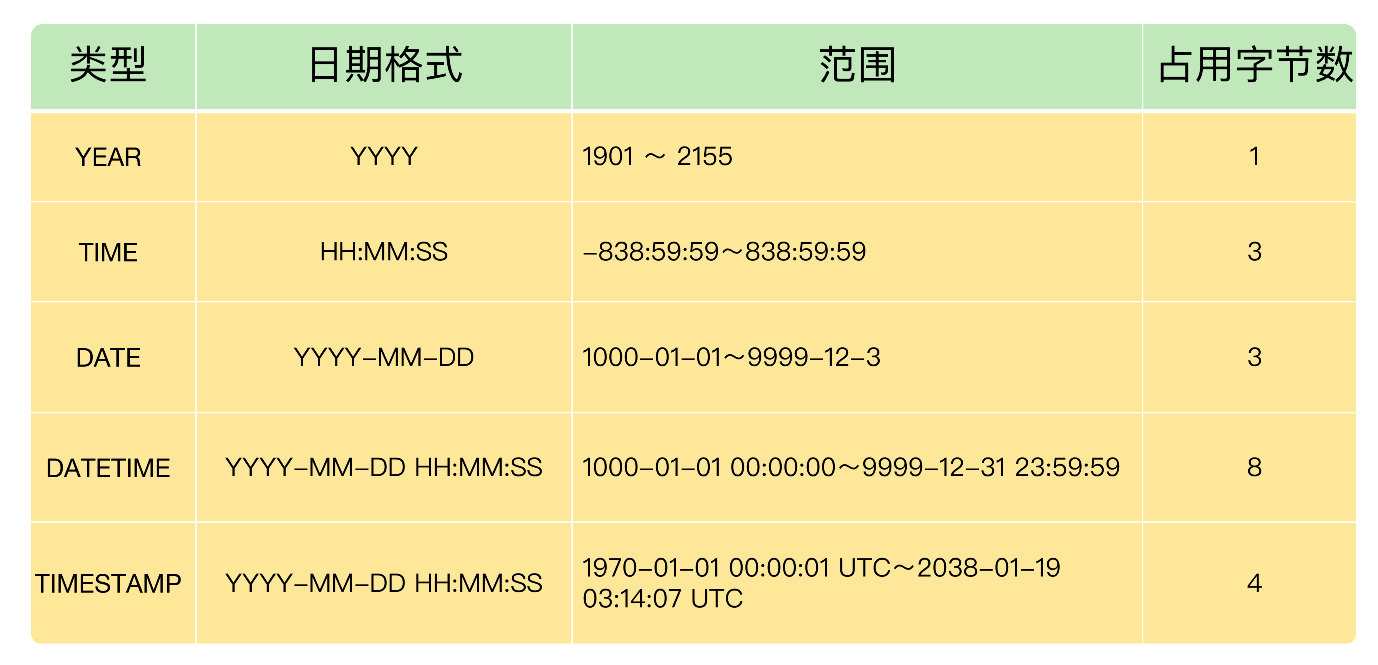 类型 日期格式 范围 占用字节数
YEAR YYYY 1901 ～ 2155 1
TIME HH:MM:SS –838:59:59～838:59:59 3
DATE YYYY–MM–DD 1000–01–01～9999–12–3 3
DATETIME YYYY–MM–DD HH:MM:SS 1000–01–01 00:00:00～9999–12–31 23:59:59 8
TIMESTAMP YYYY–MM–DD HH:MM:SS 1970–01–01 00:00:01 UTC～2038–01–19
03:14:07 UTC 4